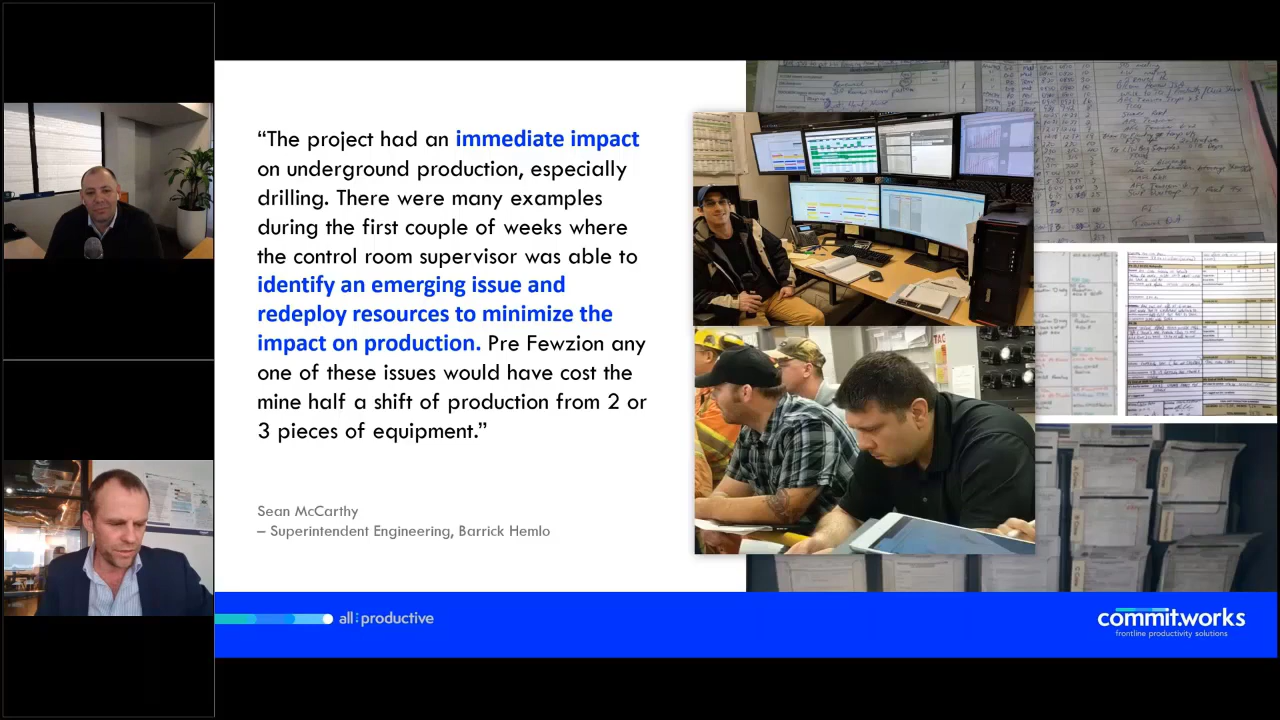 “The project had an immediate impact
on underground production, especially
drilling. There were many examples
during the first couple of weeks where
the control room supervisor was able to
identify an emerging issue and
redeploy resources to minimize the
impact on production. Pre Fewzion any
one of these issues would have cost the
mine half a shift of production from 2 or
3 pieces of equipment.”
Sean McCarthy
– Superintendent Engineering, Barrick Hemlo
all:productive
commit.works
frontline productivity solutions